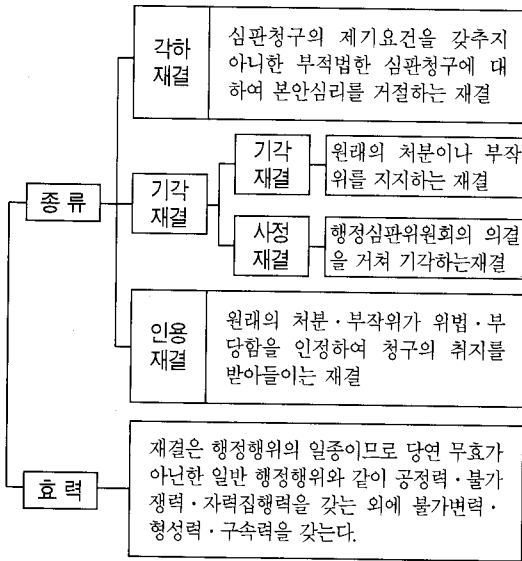 각하
재결
심판청구의 제기요건을 갖추지
아니한 부적법한 심판청구에 대
하여 본안심리를 거절하는 재결
종류
기각
재결
기각
재결
원래의 처분이나 부작
위를 지지하는 재결
사정
재결
행정심판위원회의 의결
을 거쳐 기각하는재결
인용
재결
원래의 처분·부작위가 위법·부
당함을 인정하여 청구의 취지를
받아들이는 재결
효력
재결은 행정행위의 일종이므로 당연 무효가
아닌한 일반 행정행위와 같이 공정력·불가
쟁력·자력집행력을 갖는 외에 불가변력·
형성력·구속력을 갖는다.